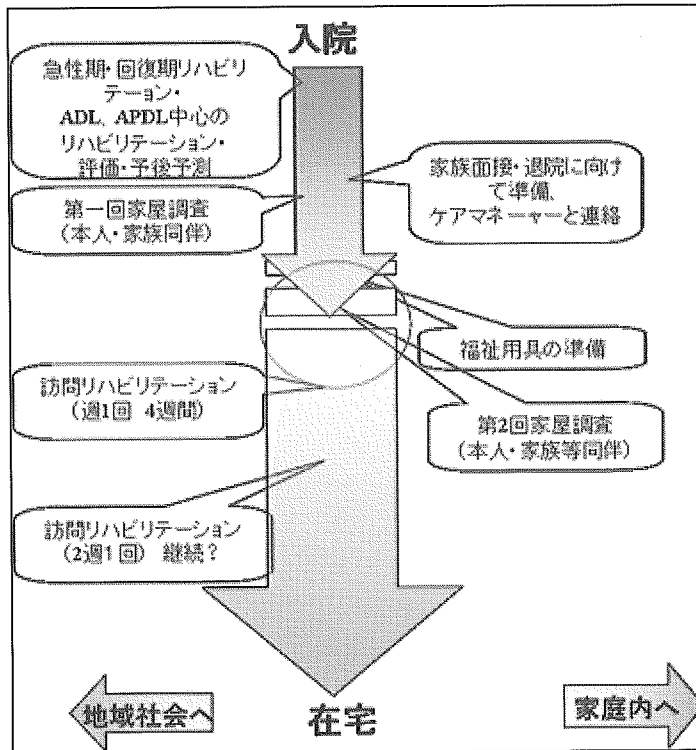 入院
急性期・回復期リハビリ
テーション・
ADL、APDL中心の
リハビリテーション・
評価・予後予測
家族面接・退院に向け
て準備、
ケアマネーャーと連絡
第一回家屋調査
（本人・家族同伴）
福祉用具の準備
訪問リハビリテーション
（週1回 4週間）
第2回家屋調査
（本人・家族等同伴）
訪問リハビリテーション
（2週1回） 継続？
地域社会へ
在宅
家庭内へ